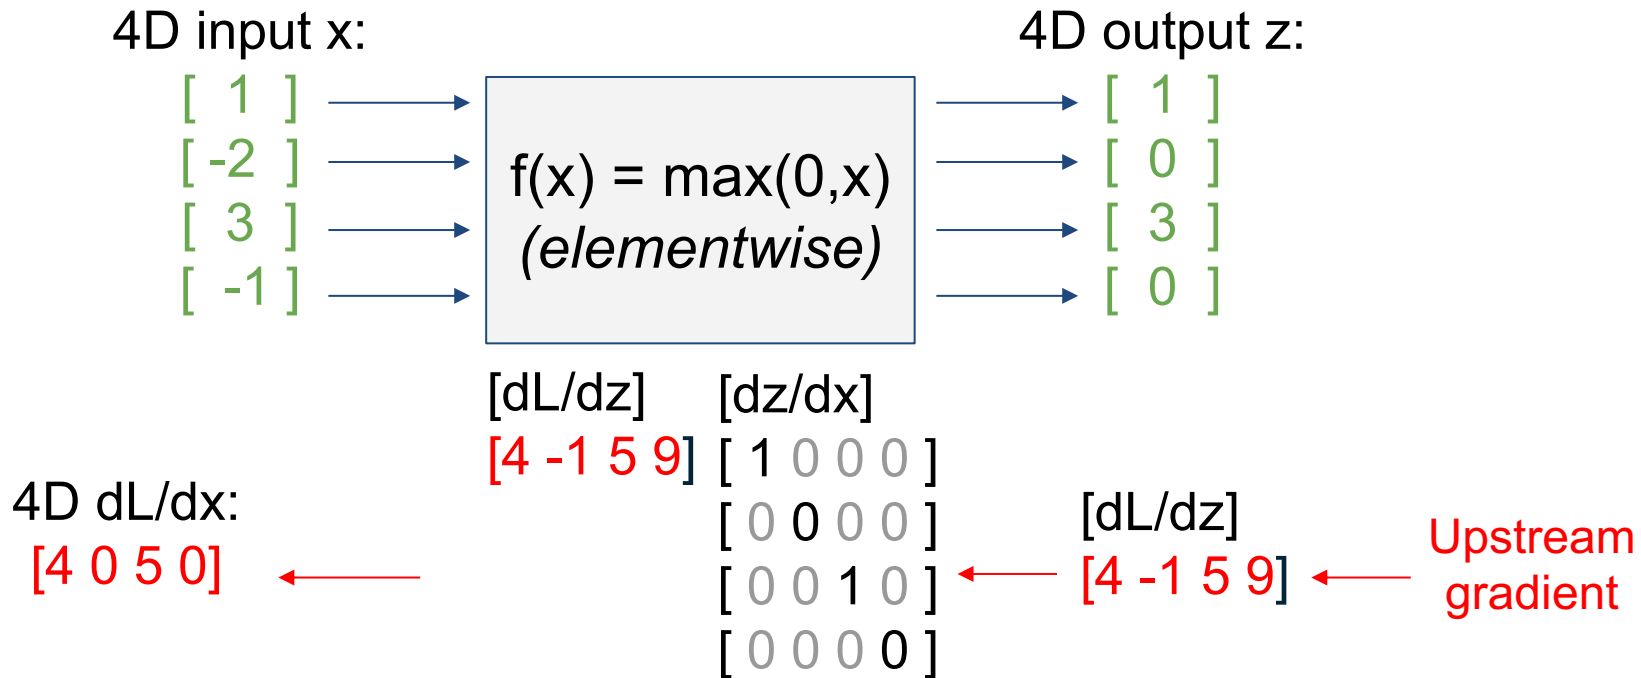 4D input x:
[ 1 ]
[ -2 ]
[ 3 ]
[ -1 ]
f(x) = max(0,x)
(elementwise)
4D output z:
[ 1 ]
[ 0 ]
[ 3 ]
[ 0 ]
[dL/dz]
[4 -1 5 9]
[dz/dx]
[ 1 0 0 0 ]
[ 0 0 0 0 ]
[ 0 0 1 0 ]
[ 0 0 0 0 ]
4D dL/dx:
[4 0 5 0]
[dL/dz]
[4 -1 5 9]
Upstream
gradient